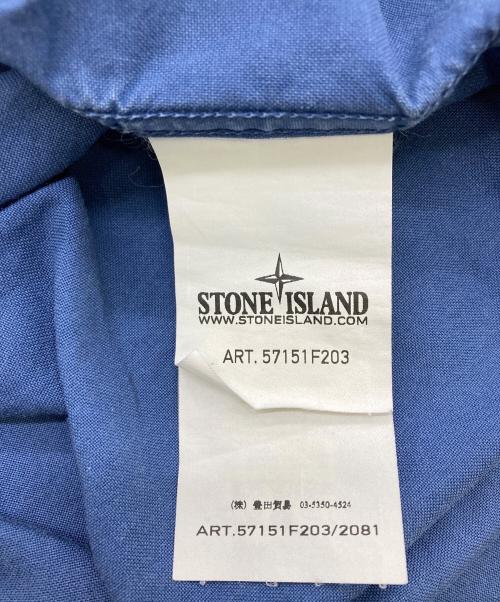 STONE ISLAND
WWW.STONEISLAND.COM
ART. 57151F203
(株) 豊田貿易 03-5350-4524
ART.57151F203/2081